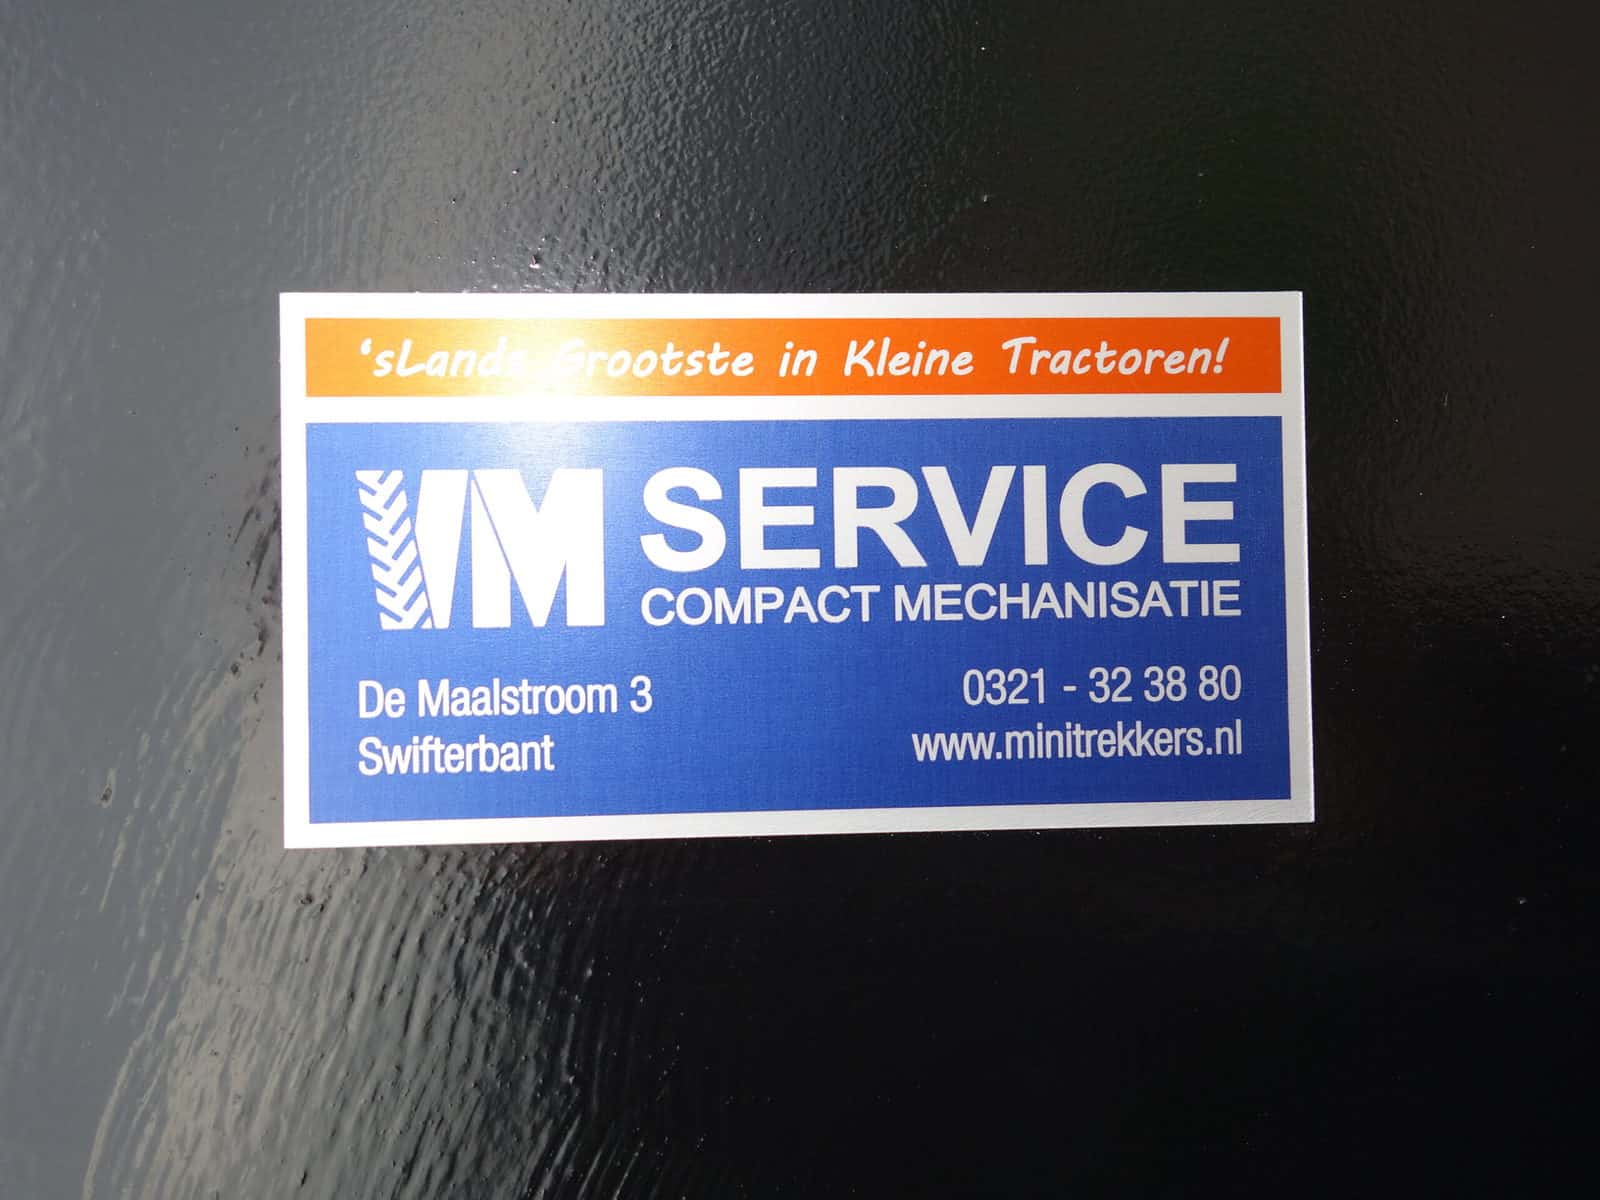 ‘sLands Grootste in Kleine Tractoren!
VM SERVICE
COMPACT MECHANISATIE
De Maalstroom 3
Swifterbant
0321 - 32 38 80
www.minitrekkers.nl